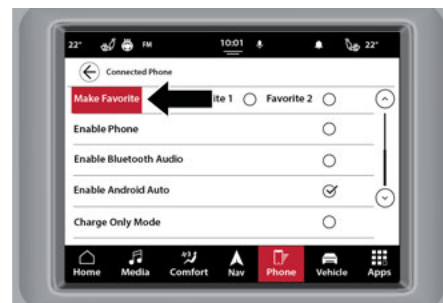 22° FM 10:01 22°
Connected Phone
Make Favorite ite 1 Favorite 2
Enable Phone
Enable Bluetooth Audio
Enable Android Auto
Charge Only Mode
Home Media Comfort Nav Phone Vehicle Apps